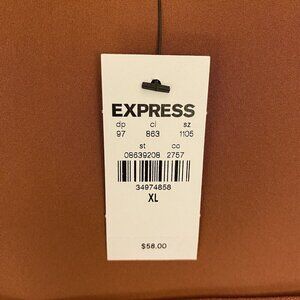 EXPRESS
dp cl sz
97 863 1105
st co
08639208 2757
34974858
XL
$58.00